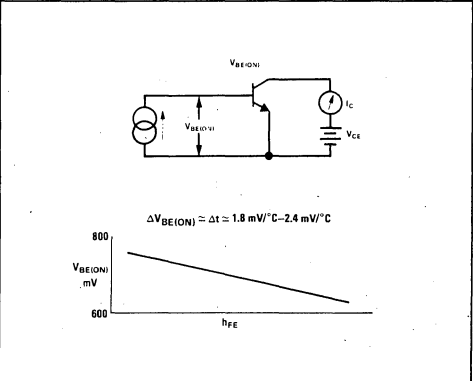 VBE(ON)
VBE(ON)
IC
VCE
ΔVBE(ON) ≃ Δt ≃ 1.8 mV/°C–2.4 mV/°C
800
VBE(ON)
mV
600
hFE